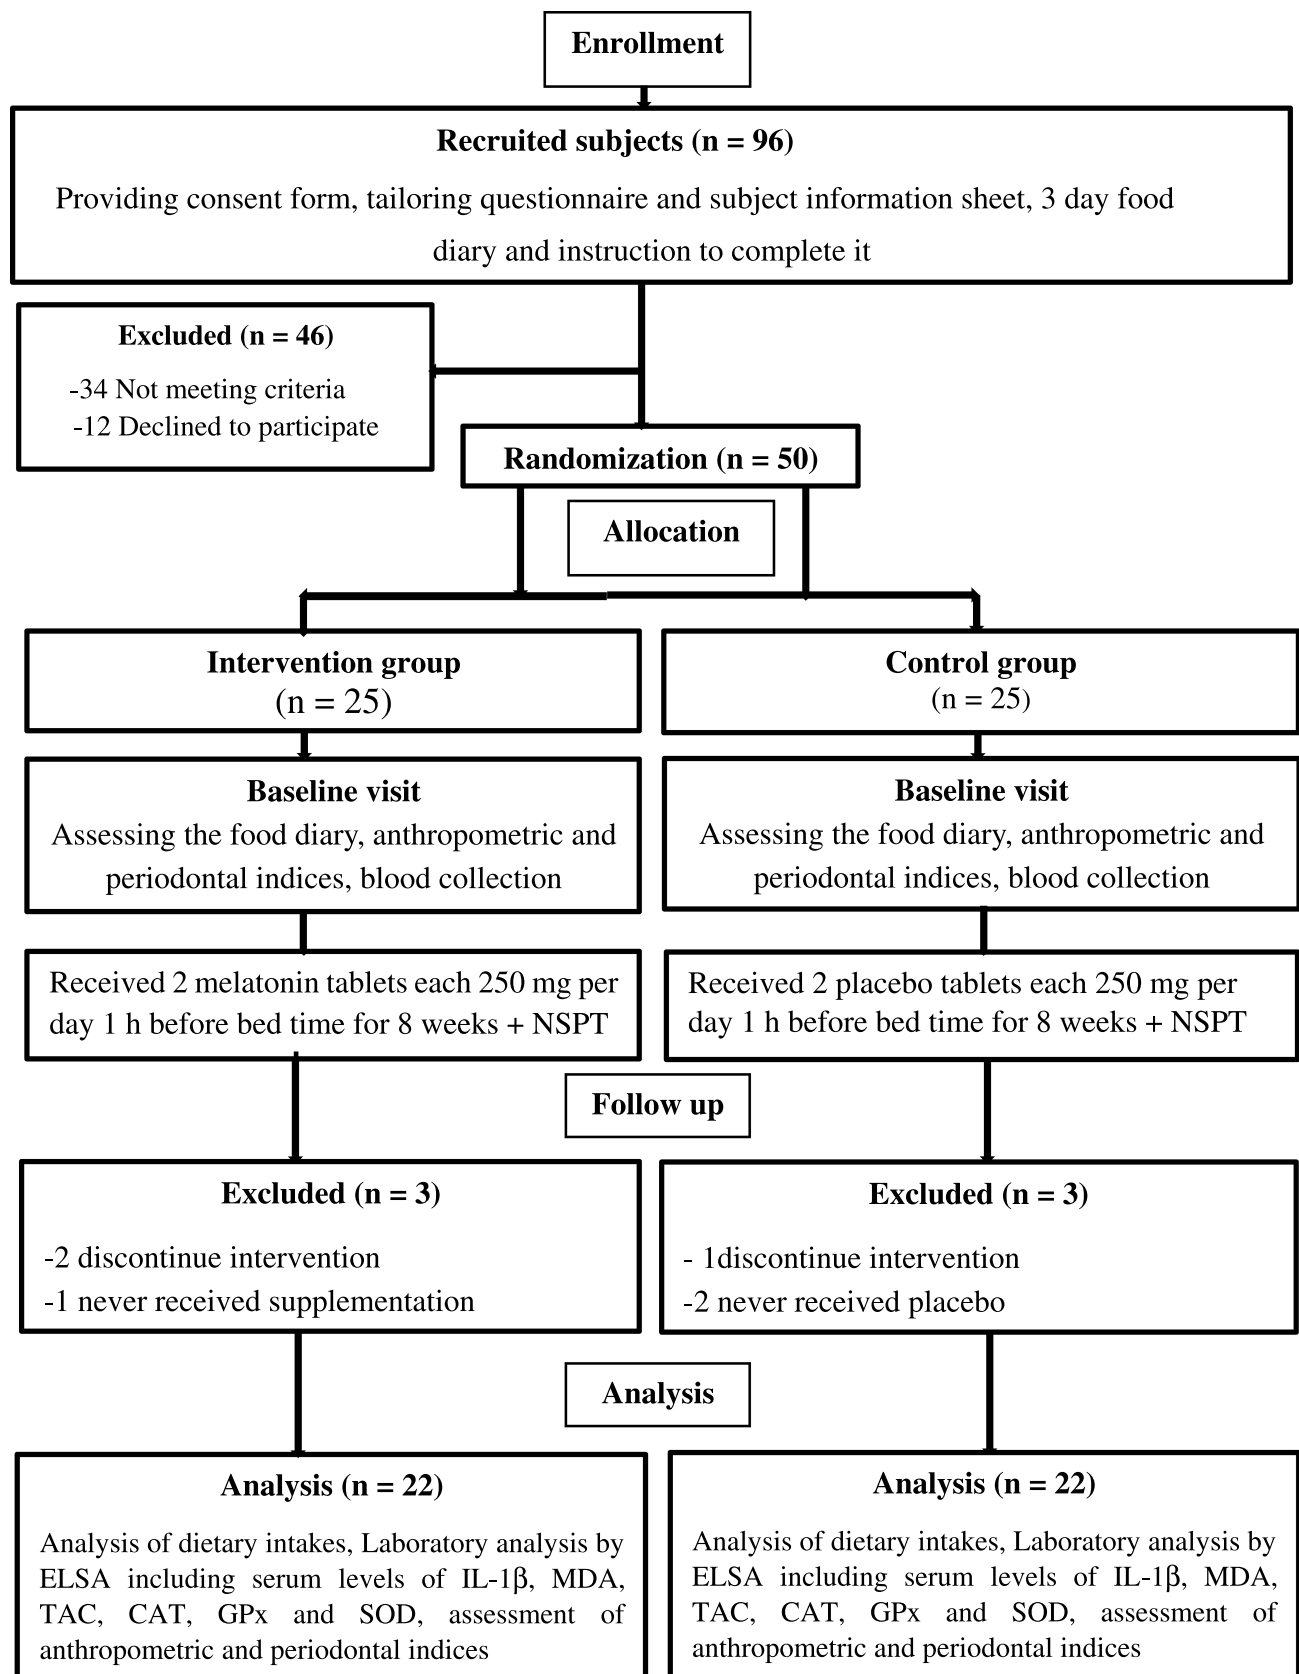 Enrollment
Recruited subjects (n = 96)
Providing consent form, tailoring questionnaire and subject information sheet, 3 day food
diary and instruction to complete it
Excluded (n = 46)
-34 Not meeting criteria
-12 Declined to participate
Randomization (n = 50)
Allocation
Intervention group
(n = 25)
Control group
(n = 25)
Baseline visit
Assessing the food diary, anthropometric and
periodontal indices, blood collection
Baseline visit
Assessing the food diary, anthropometric and
periodontal indices, blood collection
Received 2 melatonin tablets each 250 mg per
day 1 h before bed time for 8 weeks + NSPT
Received 2 placebo tablets each 250 mg per
day 1 h before bed time for 8 weeks + NSPT
Follow up
Excluded (n = 3)
-2 discontinue intervention
-1 never received supplementation
Excluded (n = 3)
- 1discontinue intervention
-2 never received placebo
Analysis
Analysis (n = 22)
Analysis of dietary intakes, Laboratory analysis by
ELSA including serum levels of IL-1β, MDA,
TAC, CAT, GPx and SOD, assessment of
anthropometric and periodontal indices
Analysis (n = 22)
Analysis of dietary intakes, Laboratory analysis by
ELSA including serum levels of IL-1β, MDA,
TAC, CAT, GPx and SOD, assessment of
anthropometric and periodontal indices